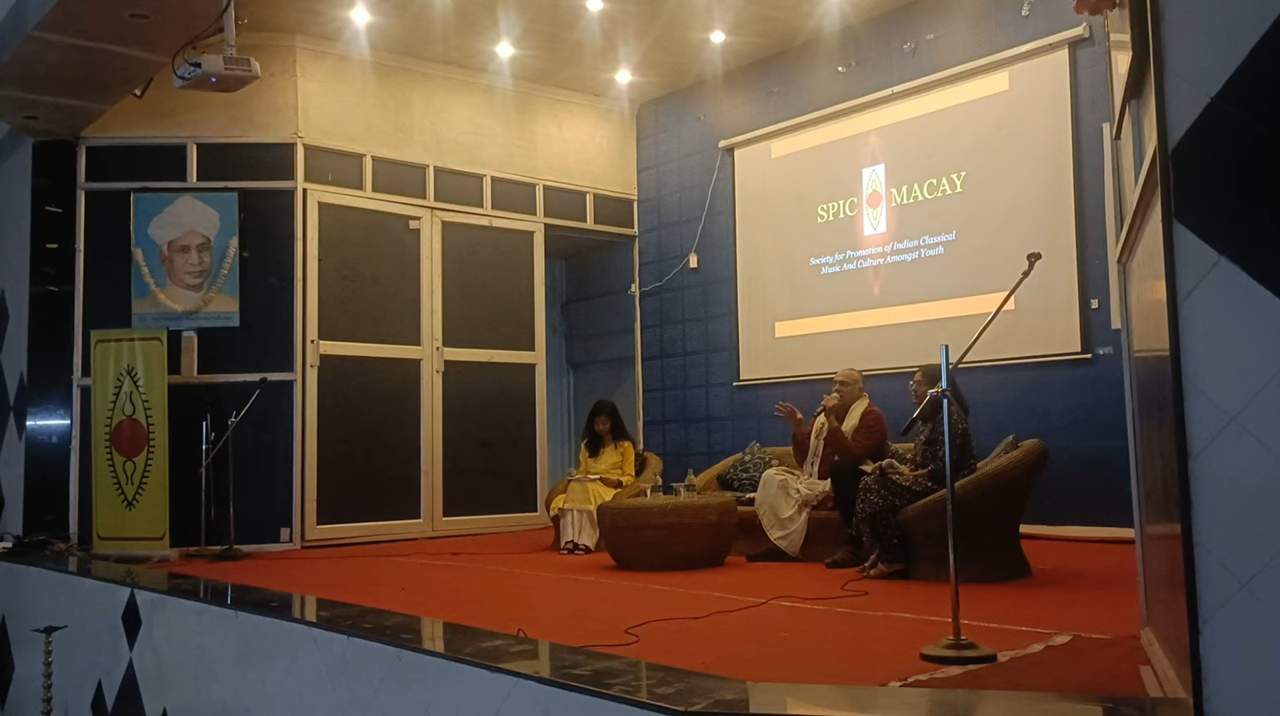 SPIC MACAY
Society for Promotion of Indian Classical
Music And Culture Amongst Youth